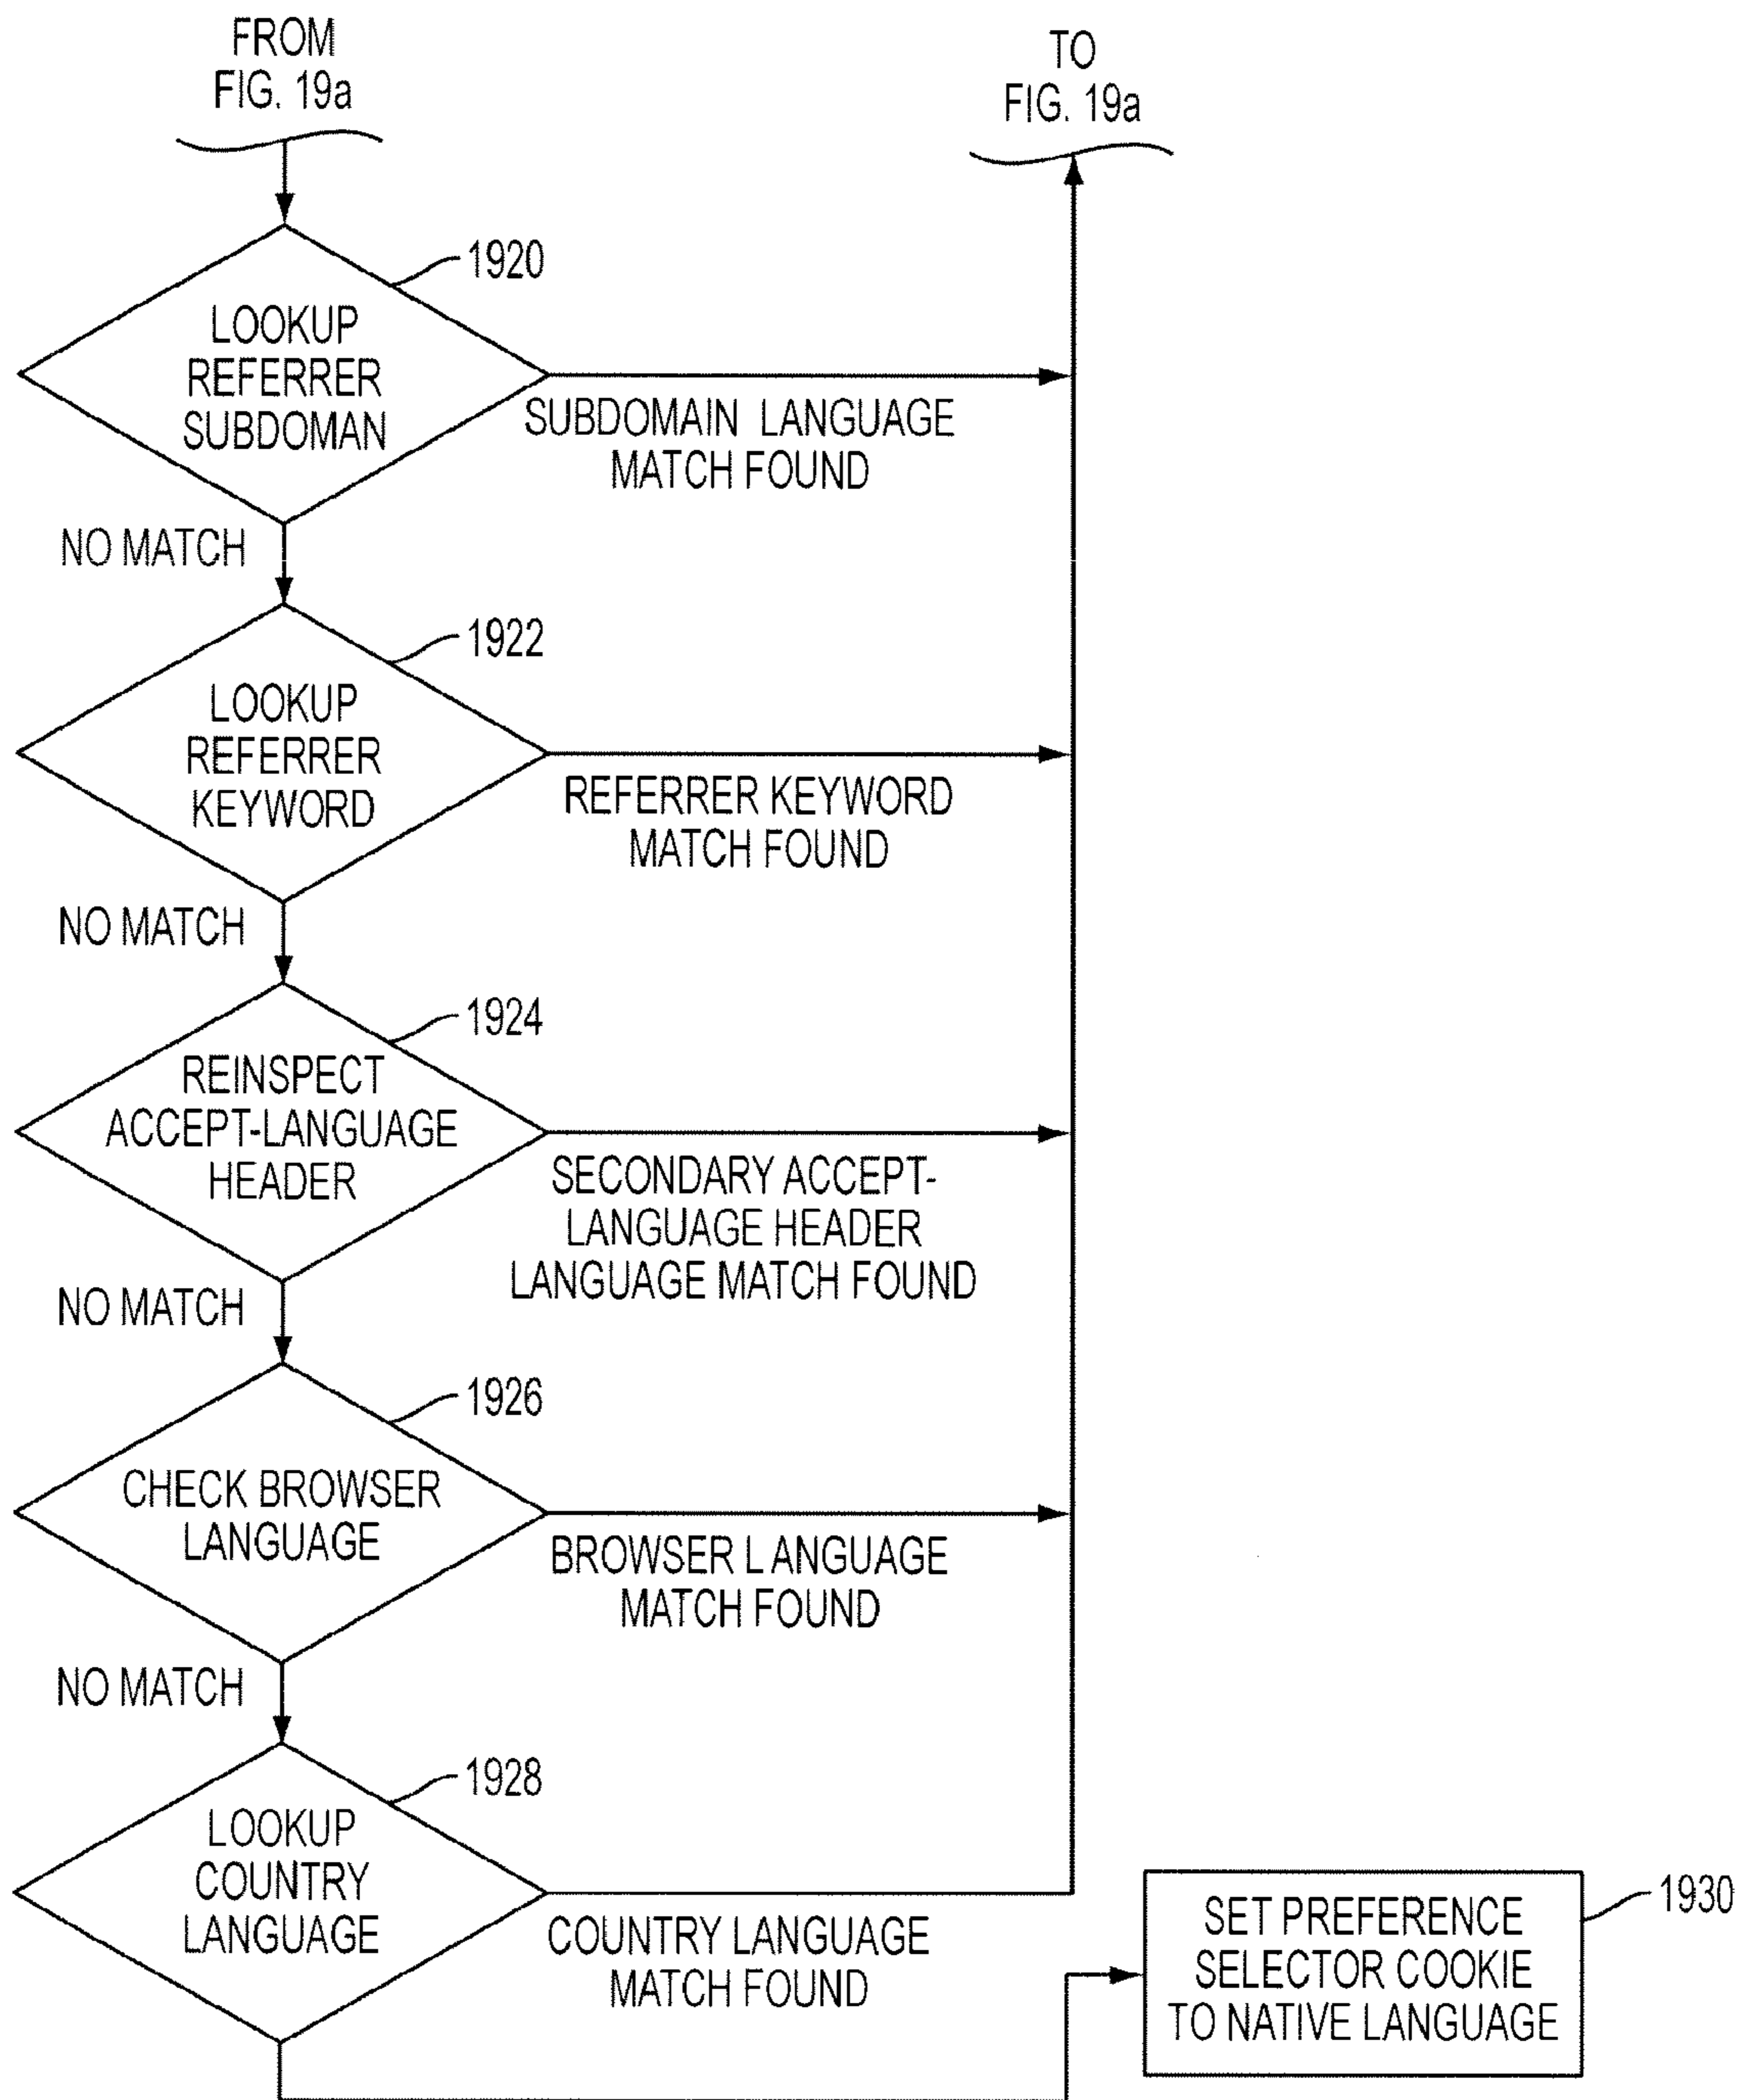 FROM
FIG. 19a
TO
FIG. 19a
1920
LOOKUP
REFERRER
SUBDOMAN
SUBDOMAIN LANGUAGE
MATCH FOUND
NO MATCH
1922
LOOKUP
REFERRER
KEYWORD
REFERRER KEYWORD
MATCH FOUND
NO MATCH
1924
REINSPECT
ACCEPT-LANGUAGE
HEADER
SECONDARY ACCEPT-
LANGUAGE HEADER
LANGUAGE MATCH FOUND
NO MATCH
1926
CHECK BROWSER
LANGUAGE
BROWSER LANGUAGE
MATCH FOUND
NO MATCH
1928
LOOKUP
COUNTRY
LANGUAGE
COUNTRY LANGUAGE
MATCH FOUND
1930
SET PREFERENCE
SELECTOR COOKIE
TO NATIVE LANGUAGE